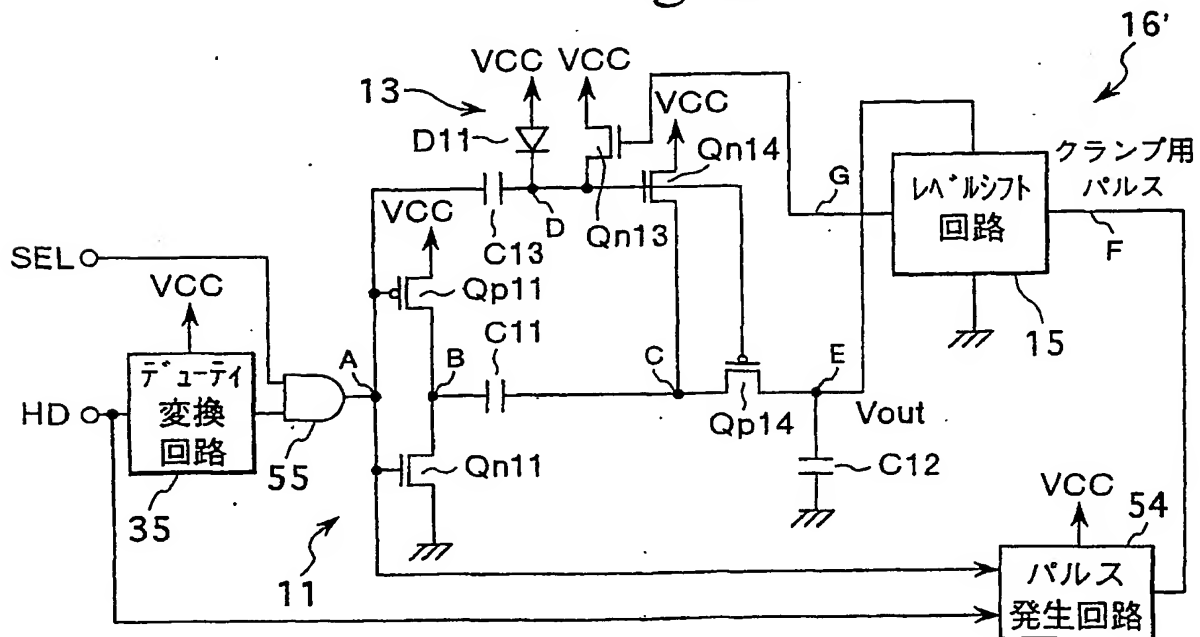 16'
VCC
VCC
13
VCC
D11
Qn14
クランプ用
パルス
レベルシフト
回路
G
F
D
Qn13
C13
VCC
SEL
VCC
Qp11
C11
15
デューティ
変換
回路
A
B
C
E
HD
Vout
Qp14
55
Qn11
C12
35
VCC
54
11
パルス
発生回路